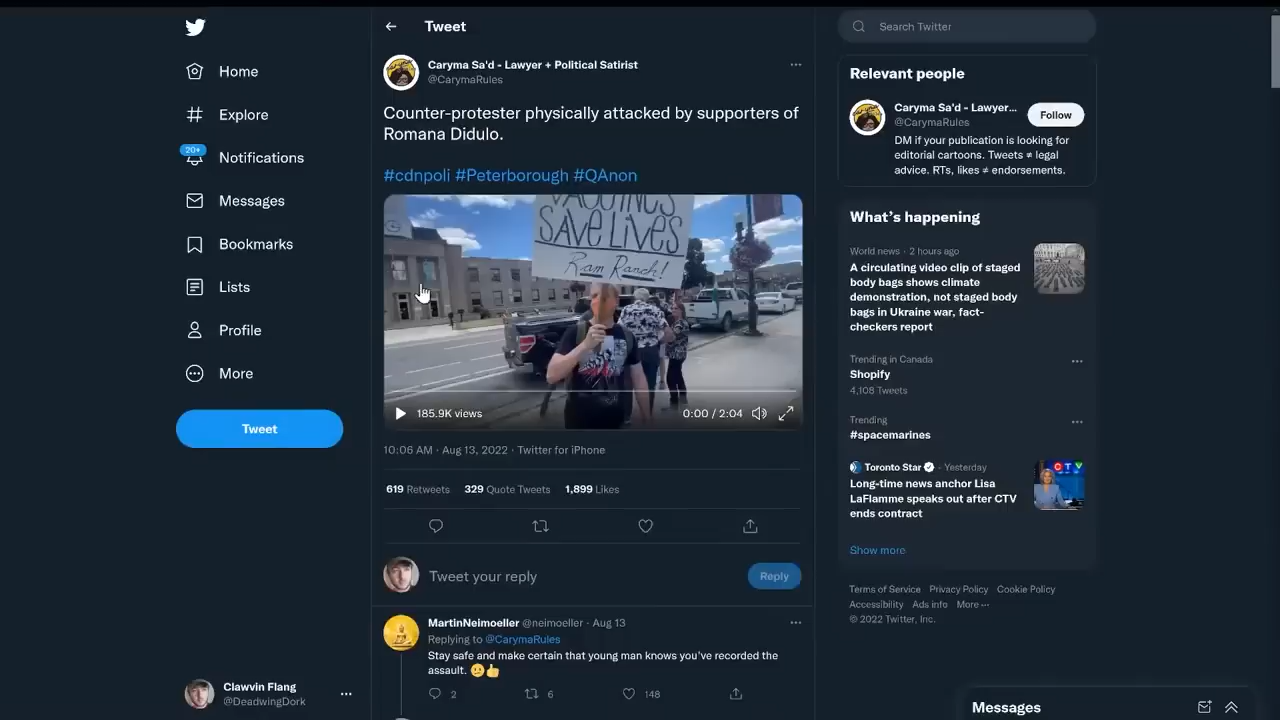 Home
Explore
20+
Notifications
Messages
Bookmarks
Lists
Profile
More
Tweet
Clawvin Flang
@DeadwingDork
Tweet
Caryma Sa'd - Lawyer + Political Satirist
@CarymaRules
Counter-protester physically attacked by supporters of
Romana Didulo.
#cdnpoli #Peterborough #QAnon
VACCINES
SAVE LIVES
Ram Ranch!
185.9K views
0:00 / 2:04
10:06 AM · Aug 13, 2022 · Twitter for iPhone
619 Retweets 329 Quote Tweets 1,899 Likes
Tweet your reply
Reply
MartinNeimoeller @neimoeller · Aug 13
Replying to @CarymaRules
Stay safe and make certain that young man knows you've recorded the
assault. 😕👍
2 6 148
Search Twitter
Relevant people
Caryma Sa'd - Lawyer...
@CarymaRules
Follow
DM if your publication is looking for
editorial cartoons. Tweets ≠ legal
advice. RTs, likes ≠ endorsements.
What's happening
World news · 2 hours ago
A circulating video clip of staged
body bags shows climate
demonstration, not staged body
bags in Ukraine war, fact-
checkers report
Trending in Canada
Shopify
4,108 Tweets
Trending
#spacemarines
Toronto Star · Yesterday
Long-time news anchor Lisa
LaFlamme speaks out after CTV
ends contract
CTV
Show more
Terms of Service Privacy Policy Cookie Policy
Accessibility Ads info More ···
© 2022 Twitter, Inc.
Messages